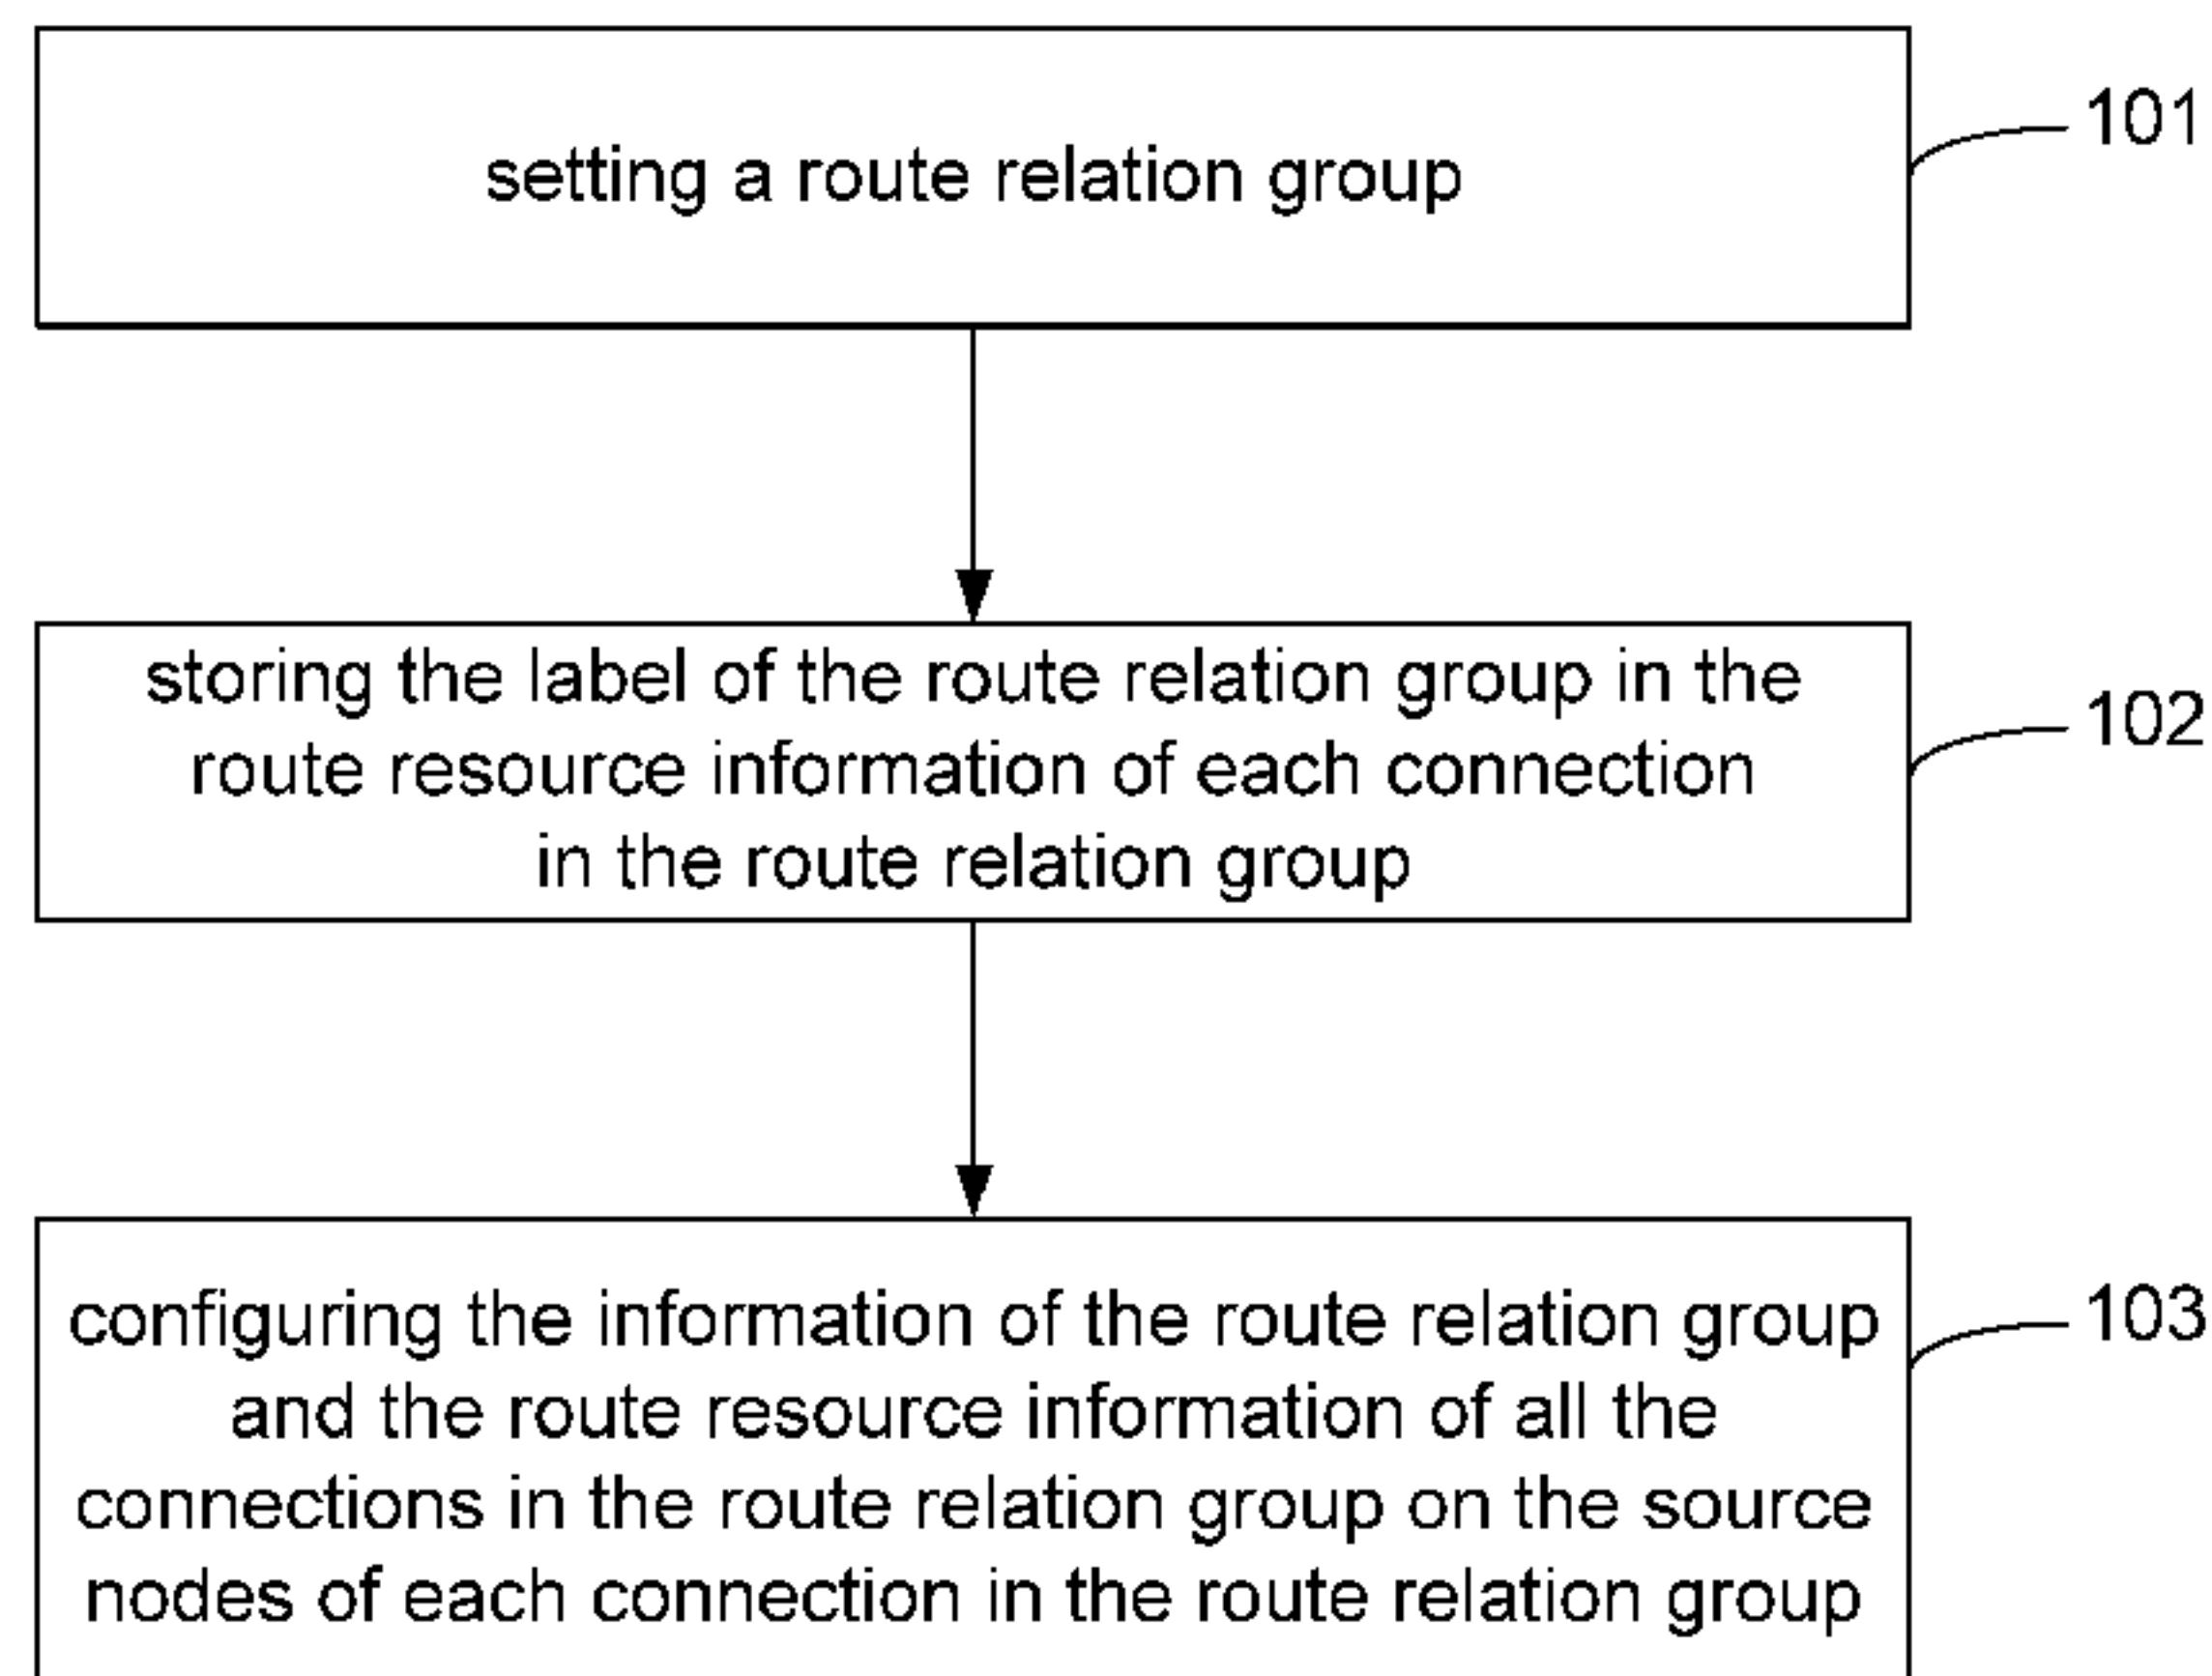 setting a route relation group
101
storing the label of the route relation group in the
route resource information of each connection
in the route relation group
102
configuring the information of the route relation group
and the route resource information of all the
connections in the route relation group on the source
nodes of each connection in the route relation group
103